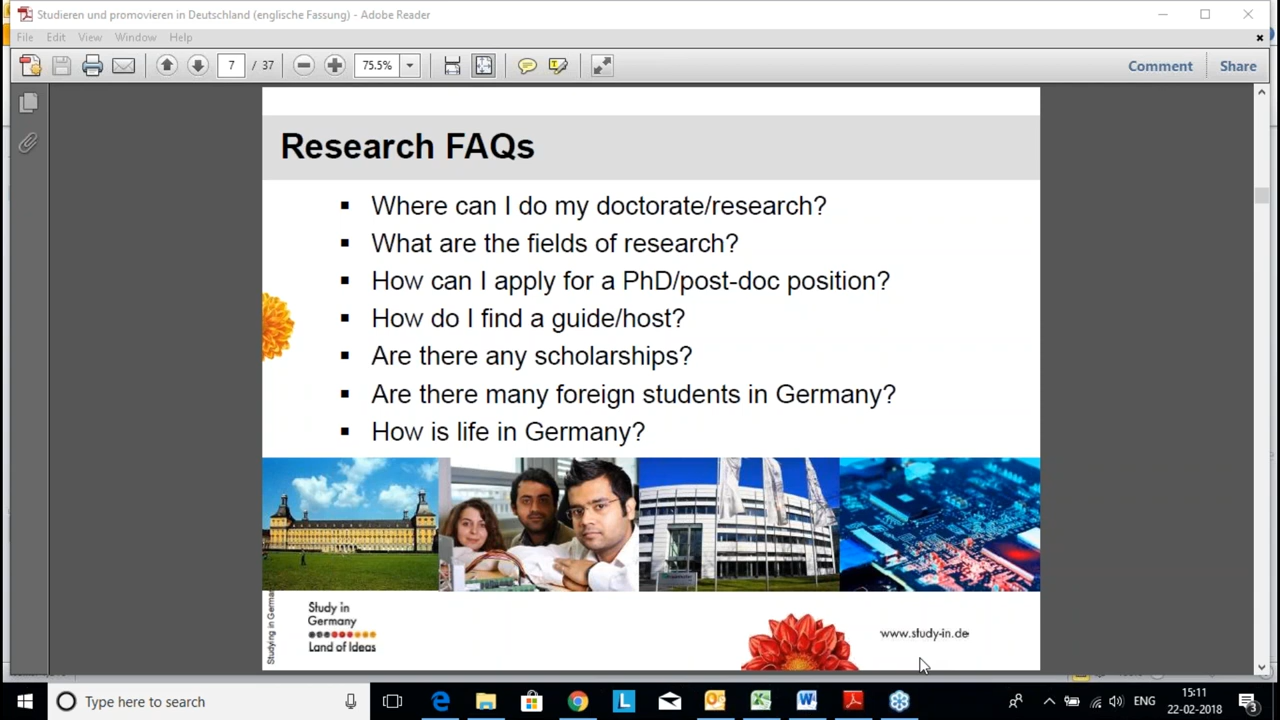 Studieren und promovieren in Deutschland (englische Fassung) - Adobe Reader
File Edit View Window Help
7 / 37 75.5% Comment Share
Research FAQs
Where can I do my doctorate/research?
What are the fields of research?
How can I apply for a PhD/post-doc position?
How do I find a guide/host?
Are there any scholarships?
Are there many foreign students in Germany?
How is life in Germany?
Studying in German
Study in
Germany
Land of Ideas
www.study-in.de
Type here to search
ENG
15:11
22-02-2018
3